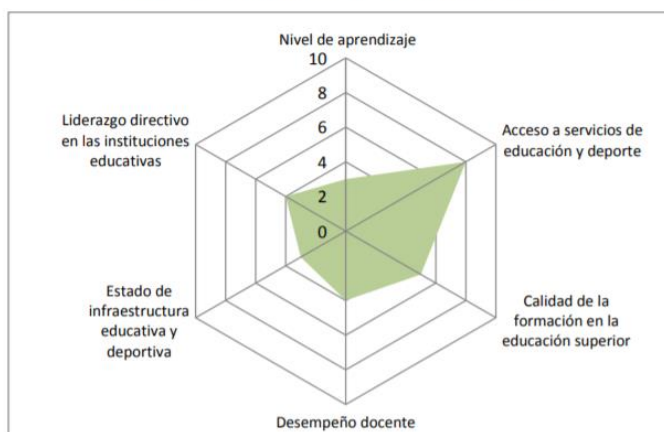 Nivel de aprendizaje
10
8
6
4
2
0
Liderazgo directivo
en las instituciones
educativas
Acceso a servicios de
educación y deporte
Estado de
infraestructura
educativa y
deportiva
Calidad de la
formación en la
educación superior
Desempeño docente